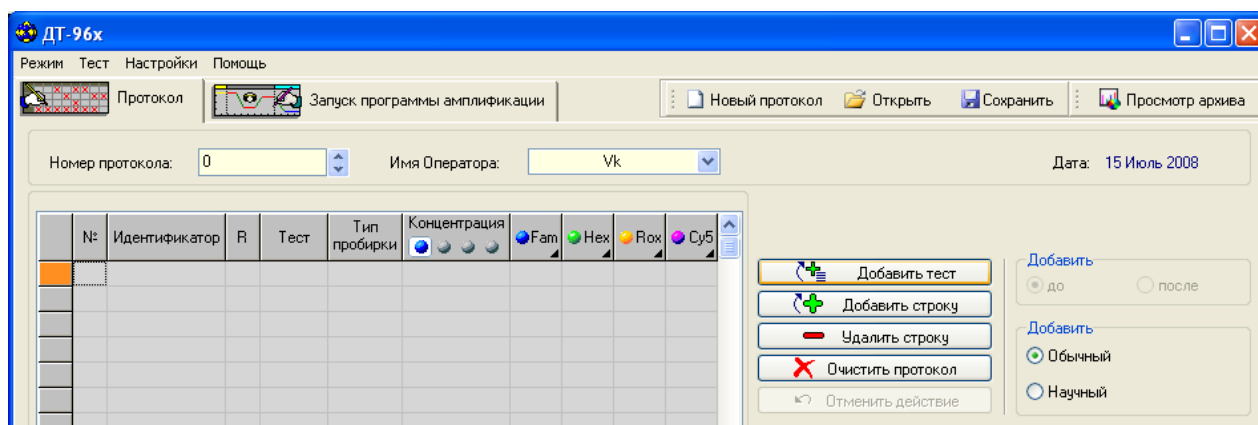 ДТ-96x
Режим Тест Настройки Помощь
Протокол Запуск программы амплификации Новый протокол Открыть Сохранить Просмотр архива
Номер протокола: 0 Имя Оператора: Vk Дата: 15 Июль 2008
№ Идентификатор R Тест Тип пробирки Концентрация Fam Hex Rox Cy5
Добавить тест
Добавить строку
Удалить строку
Очистить протокол
Отменить действие
Добавить
до после
Добавить
Обычный
Научный